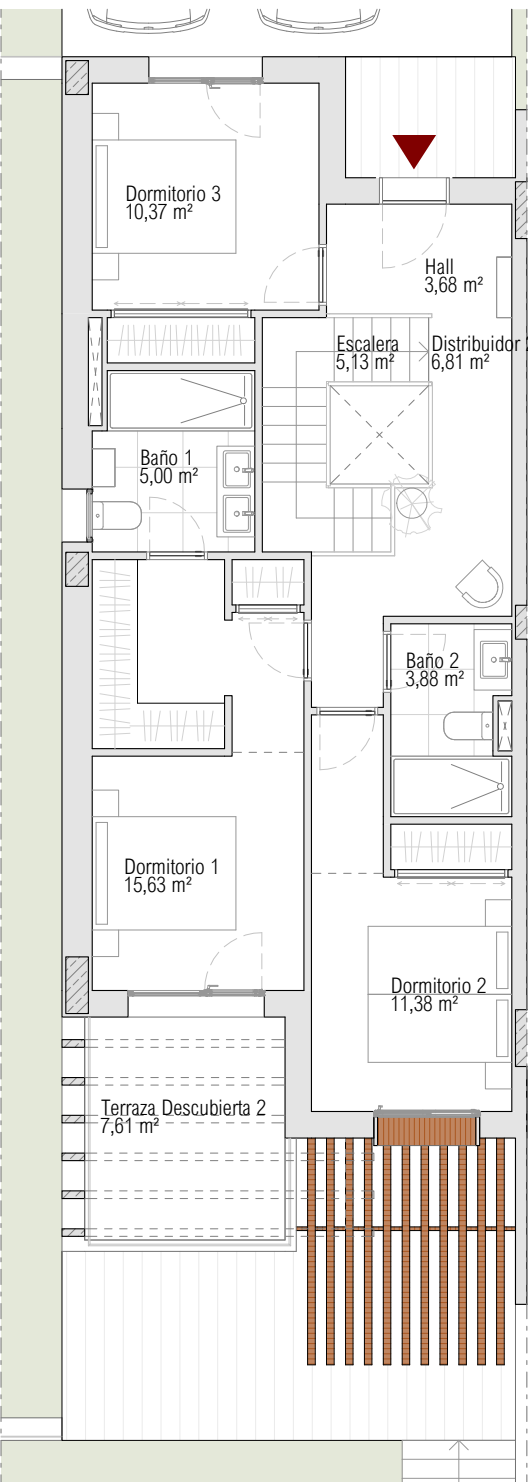 Dormitorio 3
10,37 m²
Hall
3,68 m²
Escalera
5,13 m²
Distribuidor 2
6,81 m²
Baño 1
5,00 m²
Baño 2
3,88 m²
Dormitorio 1
15,63 m²
Dormitorio 2
11,38 m²
Terraza Descubierta 2
7,61 m²